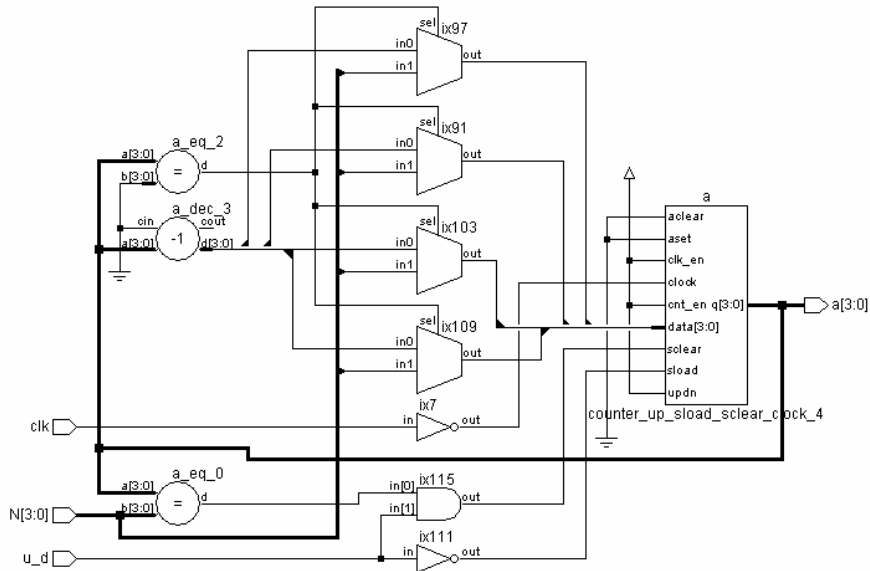 sel ix97
in0
out
in1
sel ix91
in0
out
in1
a_eq_2
a[3:0]
d
=
b[3:0]
a_dec_3
cin
cout
-1
a[3:0]
d[3:0]
sel ix103
in0
out
in1
sel ix109
in0
out
in1
a
aclear
aset
clk_en
clock
cnt_en q[3:0]
data[3:0]
sclear
sload
updn
a[3:0]
counter_up_sload_sclear_clock_4
ix7
clk
in
out
a_eq_0
a[3:0]
d
=
b[3:0]
N[3:0]
ix115
in[0]
out
in[1]
u_d
ix111
in
out